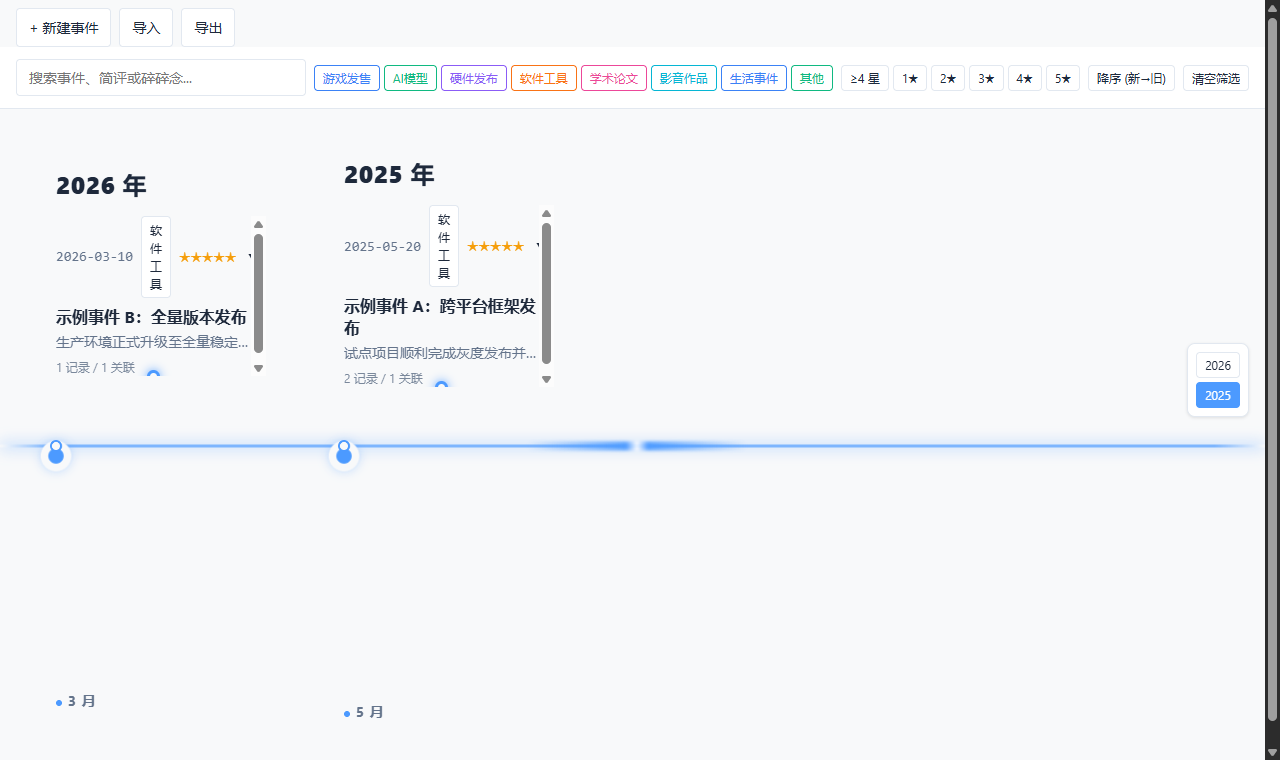 + 新建事件 导入 导出
搜索事件、简评或碎碎念... 游戏发售 AI模型 硬件发布 软件工具 学术论文 影音作品 生活事件 其他 ≥4 星 1★ 2★ 3★ 4★ 5★ 降序 (新→旧) 清空筛选
2026 年
2026-03-10 软件工具 ★★★★★
示例事件 B：全量版本发布
生产环境正式升级至全量稳定...
1 记录 / 1 关联
2025 年
2025-05-20 软件工具 ★★★★★
示例事件 A：跨平台框架发
布
试点项目顺利完成灰度发布并...
2 记录 / 1 关联
2026
2025
3 月
5 月